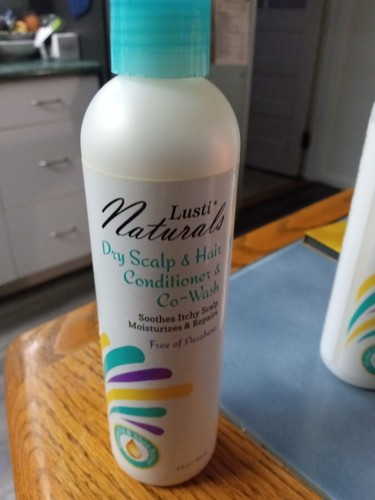 Lusti®
Naturals
Dry Scalp & Hair
Conditioner &
Co-Wash
Soothes Itchy Scalp
Moisturizes & Repairs
Free of Parabens